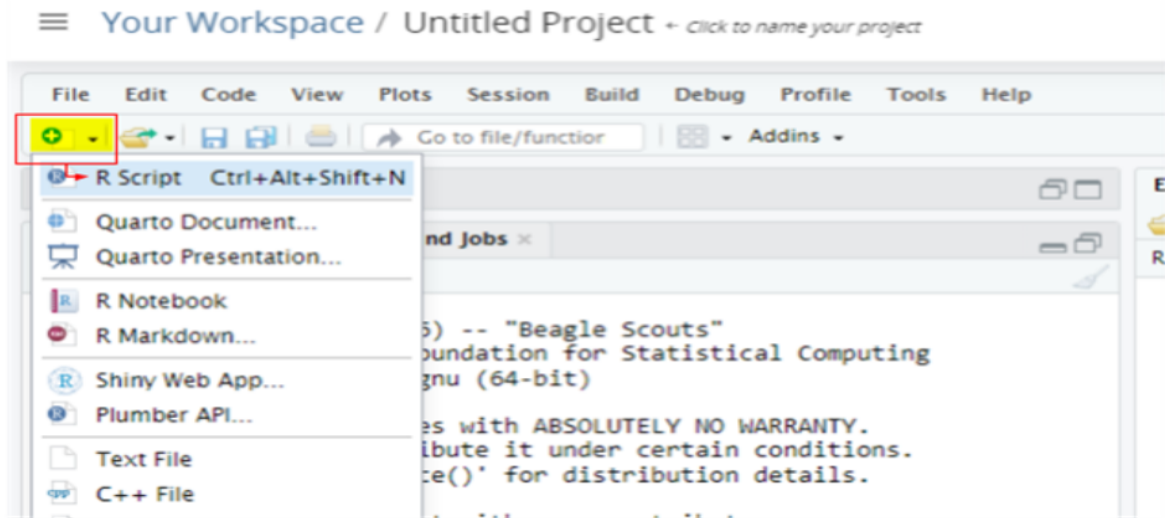 Your Workspace / Untitled Project ← Click to name your project
File Edit Code View Plots Session Build Debug Profile Tools Help
Go to file/function Addins
R Script Ctrl+Alt+Shift+N
Quarto Document...
nd Jobs
Quarto Presentation...
R
R Notebook
5) -- "Beagle Scouts"
R Markdown...
oundation for Statistical Computing
Shiny Web App...
gnu (64-bit)
Plumber API...
es with ABSOLUTELY NO WARRANTY.
ibute it under certain conditions.
Text File
ce()' for distribution details.
C++ File